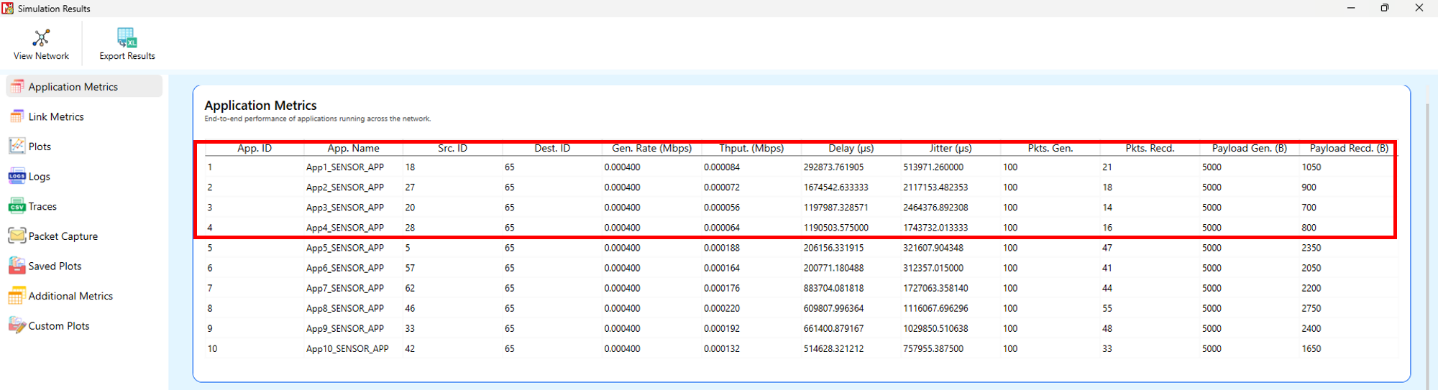 Simulation Results
View Network
Export Results
Application Metrics
Link Metrics
Plots
Logs
Traces
Packet Capture
Saved Plots
Additional Metrics
Custom Plots
Application Metrics
End-to-end performance of applications running across the network.
App. ID App. Name Src. ID Dest. ID Gen. Rate (Mbps) Thput. (Mbps) Delay (µs) Jitter (µs) Pkts. Gen. Pkts. Recd. Payload Gen. (B) Payload Recd. (B)
1 App1_SENSOR_APP 18 65 0.000400 0.000084 292873.761905 513971.260000 100 21 5000 1050
2 App2_SENSOR_APP 27 65 0.000400 0.000072 1674542.633333 2117153.482353 100 18 5000 900
3 App3_SENSOR_APP 20 65 0.000400 0.000056 1197987.328571 2464376.892308 100 14 5000 700
4 App4_SENSOR_APP 28 65 0.000400 0.000064 1190503.575000 1743732.013333 100 16 5000 800
5 App5_SENSOR_APP 5 65 0.000400 0.000188 206156.331915 321607.904348 100 47 5000 2350
6 App6_SENSOR_APP 57 65 0.000400 0.000164 200771.180488 312357.015000 100 41 5000 2050
7 App7_SENSOR_APP 62 65 0.000400 0.000176 883704.081818 1727063.358140 100 44 5000 2200
8 App8_SENSOR_APP 46 65 0.000400 0.000220 609807.996364 1116067.696296 100 55 5000 2750
9 App9_SENSOR_APP 33 65 0.000400 0.000192 661400.879167 1029850.510638 100 48 5000 2400
10 App10_SENSOR_APP 42 65 0.000400 0.000132 514628.321212 757955.387500 100 33 5000 1650